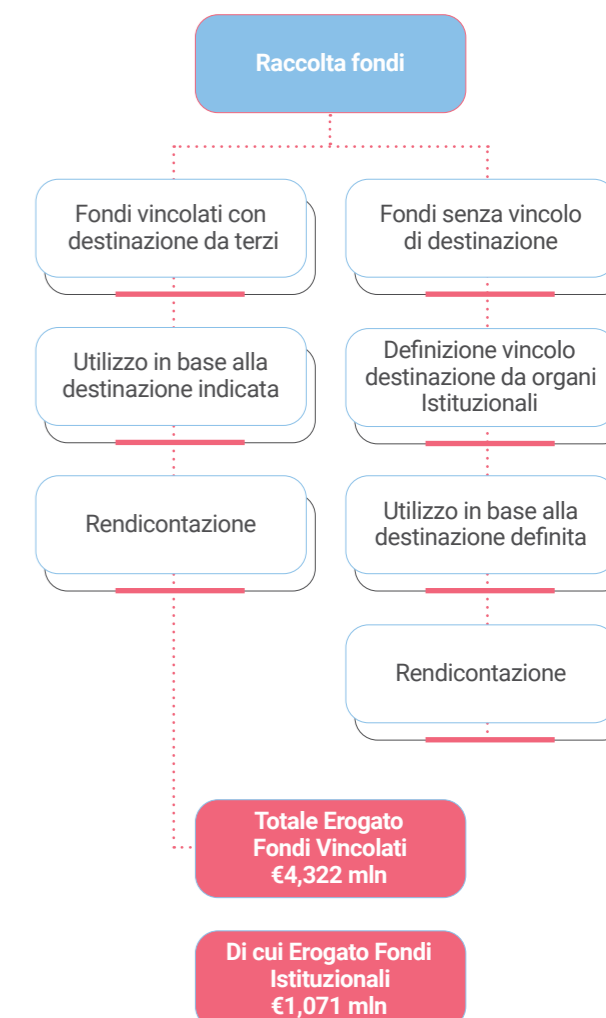 Raccolta fondi
Fondi vincolati con
destinazione da terzi
Utilizzo in base alla
destinazione indicata
Rendicontazione
Fondi senza vincolo
di destinazione
Definizione vincolo
destinazione da organi
Istituzionali
Utilizzo in base alla
destinazione definita
Rendicontazione
Totale Erogato
Fondi Vincolati
€4,322 mln
Di cui Erogato Fondi
Istituzionali
€1,071 mln